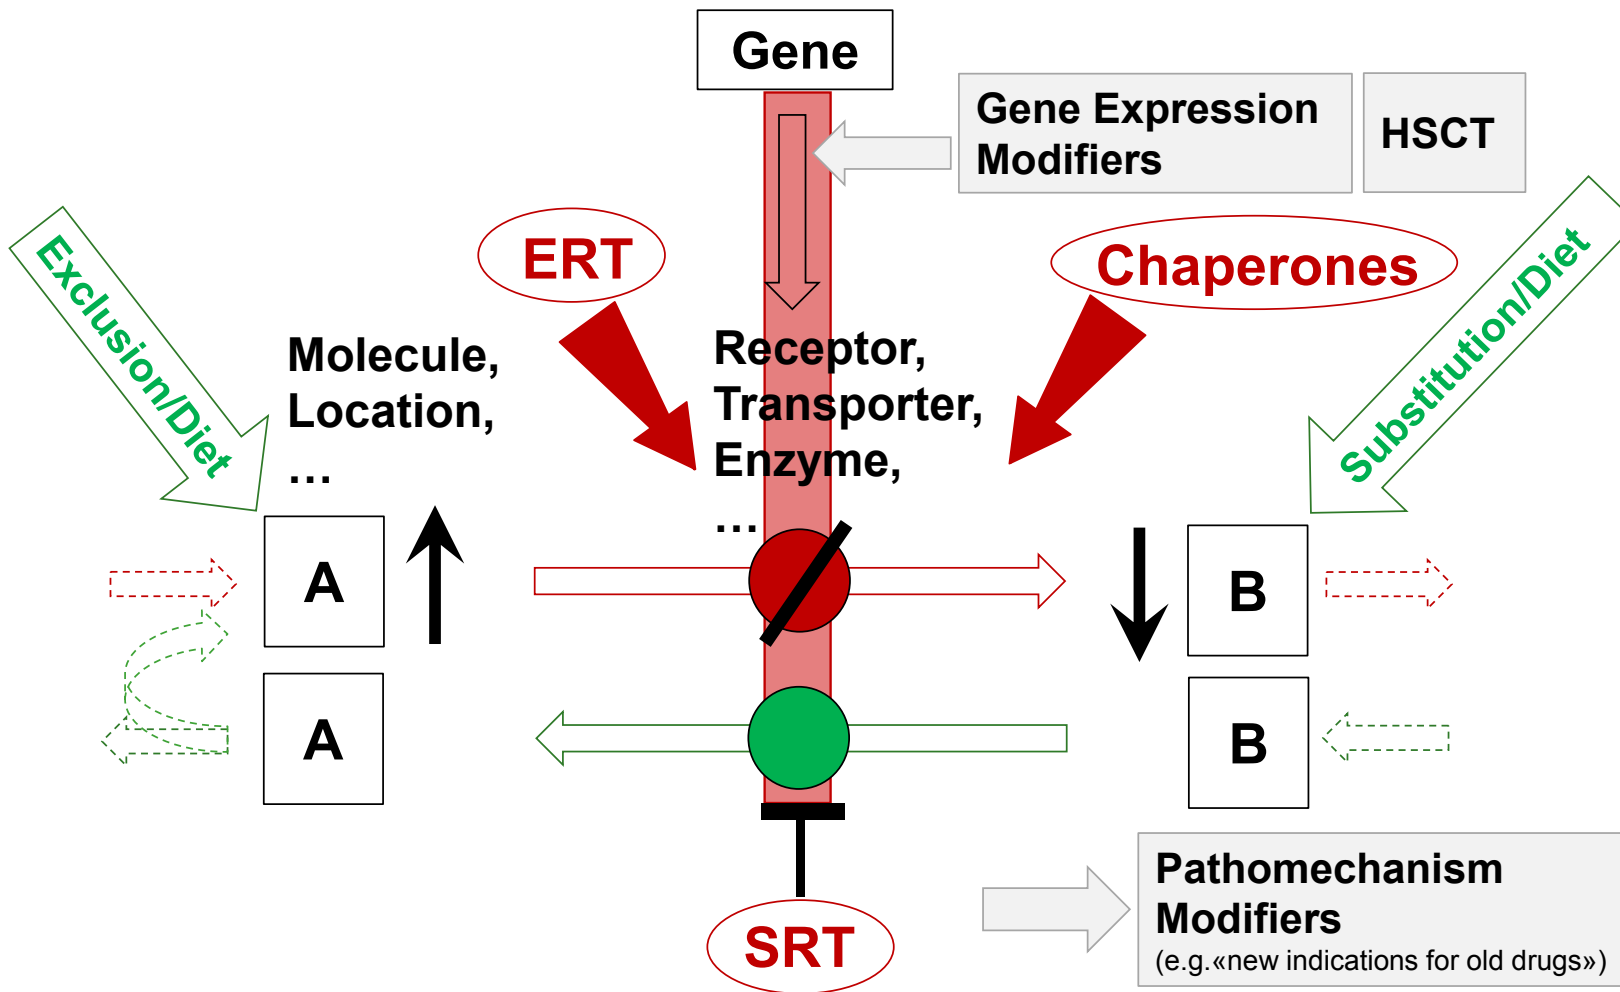 Gene
Gene Expression
Modifiers
HSCT
ERT
Chaperones
Exclusion/Diet
Substitution/Diet
Molecule,
Location,
…
Receptor,
Transporter,
Enzyme,
…
A
B
A
B
SRT
Pathomechanism
Modifiers
(e.g.«new indications for old drugs»)